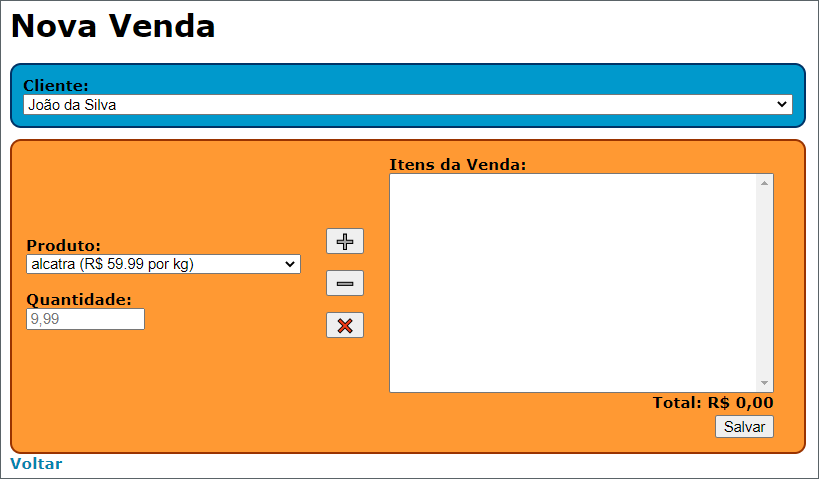 Nova Venda
Cliente:
João da Silva
Produto:
alcatra (R$ 59.99 por kg)
Quantidade:
9,99
Itens da Venda:
Total: R$ 0,00
Salvar
Voltar